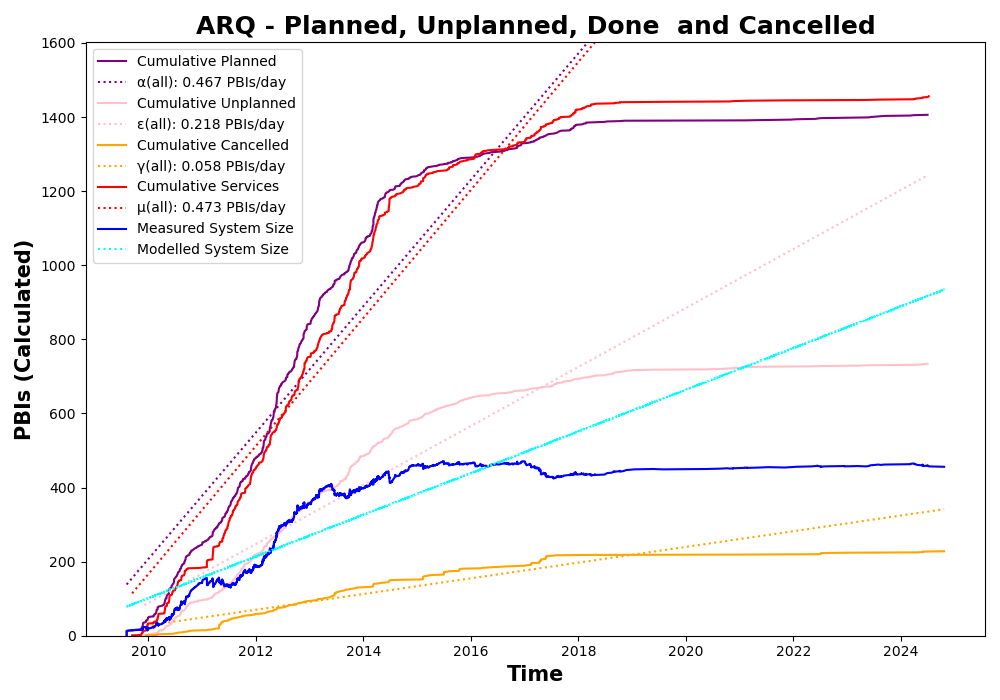 ARQ - Planned, Unplanned, Done  and Cancelled
Cumulative Planned
α(all): 0.467 PBIs/day
Cumulative Unplanned
ε(all): 0.218 PBIs/day
Cumulative Cancelled
γ(all): 0.058 PBIs/day
Cumulative Services
μ(all): 0.473 PBIs/day
Measured System Size
Modelled System Size
PBIs (Calculated)
1600
1400
1200
1000
800
600
400
200
0
2010 2012 2014 2016 2018 2020 2022 2024
Time